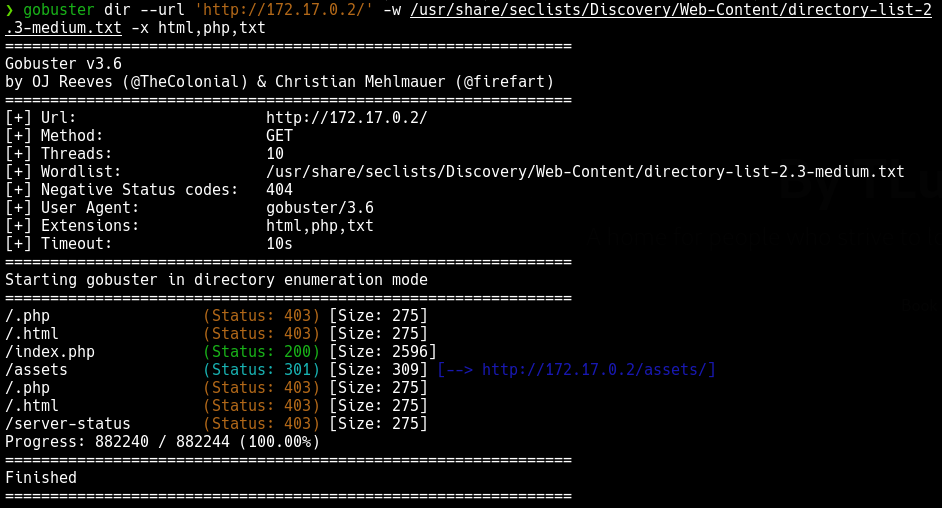 ❯ gobuster dir --url 'http://172.17.0.2/' -w /usr/share/seclists/Discovery/Web-Content/directory-list-2
.3-medium.txt -x html,php,txt
===============================================================
Gobuster v3.6
by OJ Reeves (@TheColonial) & Christian Mehlmauer (@firefart)
===============================================================
[+] Url:                     http://172.17.0.2/
[+] Method:                  GET
[+] Threads:                 10
[+] Wordlist:                /usr/share/seclists/Discovery/Web-Content/directory-list-2.3-medium.txt
[+] Negative Status codes:   404
[+] User Agent:              gobuster/3.6
[+] Extensions:              html,php,txt
[+] Timeout:                 10s
===============================================================
Starting gobuster in directory enumeration mode
===============================================================
/.php                 (Status: 403) [Size: 275]
/.html                (Status: 403) [Size: 275]
/index.php            (Status: 200) [Size: 2596]
/assets               (Status: 301) [Size: 309] [--> http://172.17.0.2/assets/]
/.php                 (Status: 403) [Size: 275]
/.html                (Status: 403) [Size: 275]
/server-status        (Status: 403) [Size: 275]
Progress: 882240 / 882244 (100.00%)
===============================================================
Finished
===============================================================